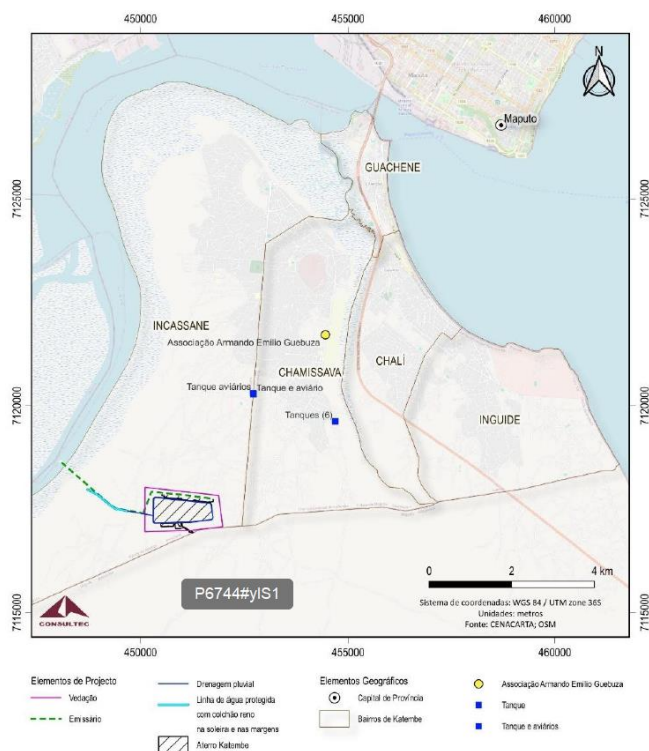 450000
455000
460000
N
Maputo
GUACHENE
7125000
7125000
INCASSANE
Associação Armando Emilio Guebuza
CHAMISSAVA
CHALI
Tanque aviários
Tanque e aviário
7120000
7120000
Tanques (6)
INGUIDE
P6744#ylS1
0 2 4 km
Sistema de coordenadas: WGS 84 / UTM zone 36S
Unidades: metros
Fonte: CENACARTA; OSM
CONSULTEC
7115000
7115000
450000
455000
460000
Elementos de Projecto
Vedação
Emissário
Drenagem pluvial
Linha de água protegida
com colchão reno
na soleira e nas margens
Aterro Katembe
Elementos Geográficos
Capital de Província
Bairros de Katembe
Associação Armando Emilio Guebuza
Tanque
Tanque e aviários